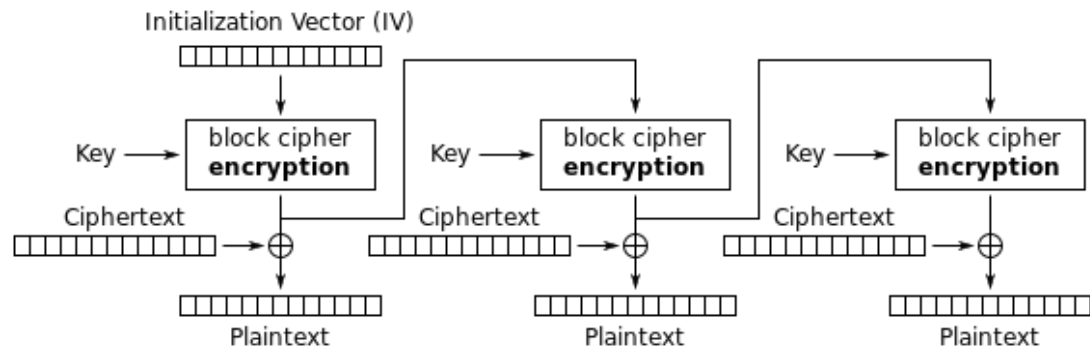 Initialization Vector (IV)
Key
block cipher
encryption
Key
block cipher
encryption
Key
block cipher
encryption
Ciphertext
Ciphertext
Ciphertext
Plaintext
Plaintext
Plaintext